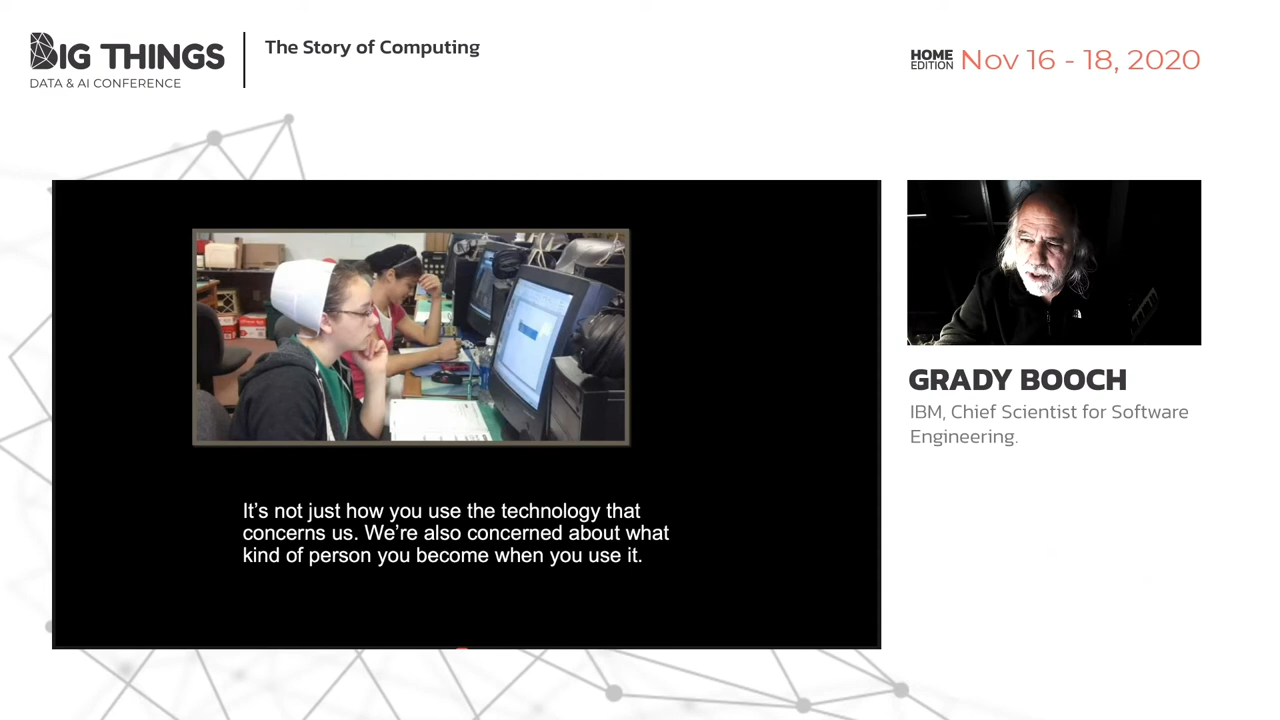 BIG THINGS
DATA & AI CONFERENCE
The Story of Computing
HOME
EDITION
Nov 16 - 18, 2020
It’s not just how you use the technology that
concerns us. We’re also concerned about what
kind of person you become when you use it.
GRADY BOOCH
IBM, Chief Scientist for Software
Engineering.